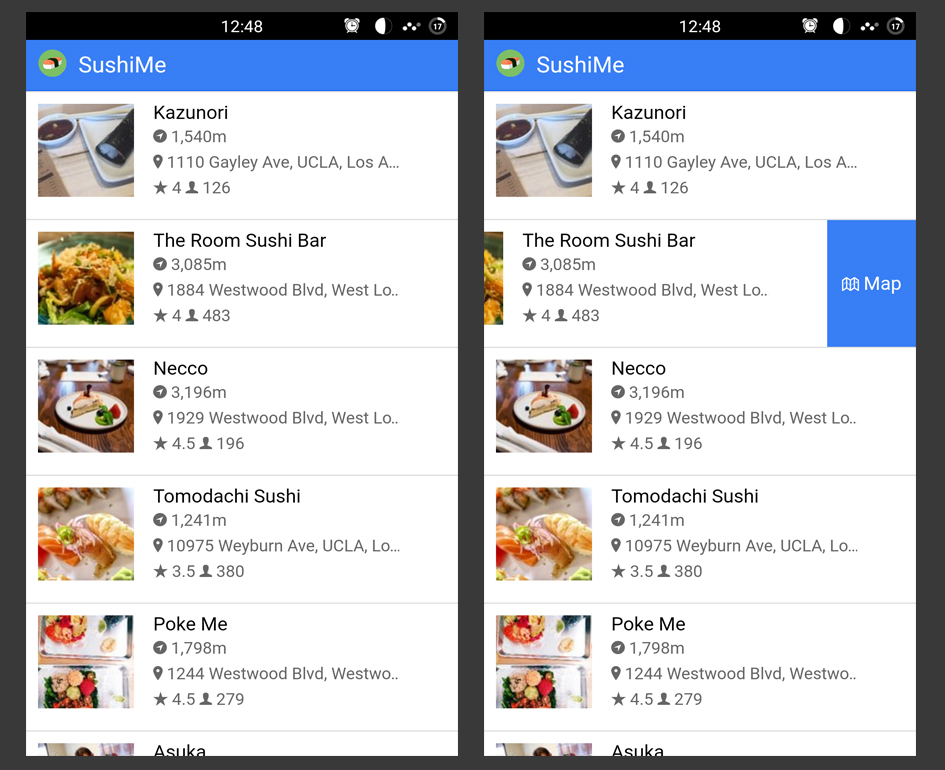 12:48
17
SushiMe
Kazunori
1,540m
1110 Gayley Ave, UCLA, Los A...
4 126
The Room Sushi Bar
3,085m
1884 Westwood Blvd, West Lo..
4 483
Necco
3,196m
1929 Westwood Blvd, West Lo..
4.5 196
Tomodachi Sushi
1,241m
10975 Weyburn Ave, UCLA, Lo...
3.5 380
Poke Me
1,798m
1244 Westwood Blvd, Westwo..
4.5 279
Asuka
12:48
17
SushiMe
Kazunori
1,540m
1110 Gayley Ave, UCLA, Los A...
4 126
The Room Sushi Bar
3,085m
1884 Westwood Blvd, West Lo..
4 483
Map
Necco
3,196m
1929 Westwood Blvd, West Lo..
4.5 196
Tomodachi Sushi
1,241m
10975 Weyburn Ave, UCLA, Lo...
3.5 380
Poke Me
1,798m
1244 Westwood Blvd, Westwo..
4.5 279
Asuka